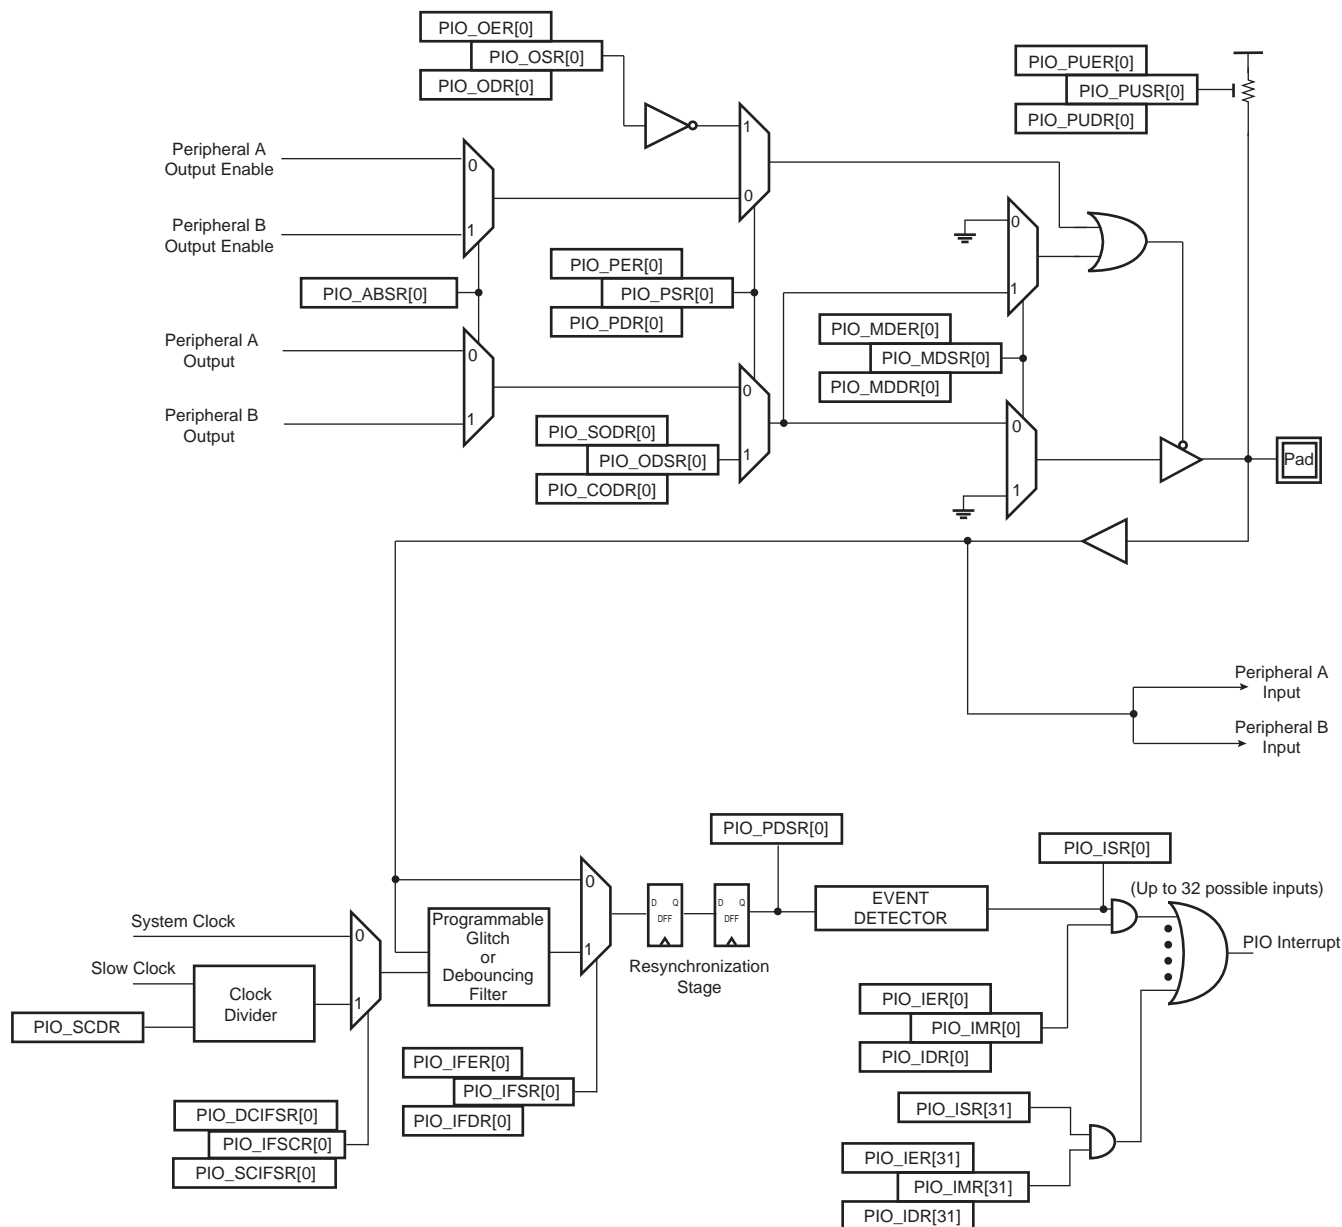 PIO_OER[0]
PIO_OSR[0]
PIO_ODR[0]
PIO_PUER[0]
PIO_PUSR[0]
PIO_PUDR[0]
1
0
Peripheral A
Output Enable
0
Peripheral B
Output Enable
1
PIO_ABSR[0]
PIO_PER[0]
PIO_PSR[0]
PIO_PDR[0]
0
1
PIO_MDER[0]
PIO_MDSR[0]
PIO_MDDR[0]
Peripheral A
Output
0
Peripheral B
Output
1
0
1
PIO_SODR[0]
PIO_ODSR[0]
PIO_CODR[0]
0
1
Pad
Peripheral A
Input
Peripheral B
Input
PIO_PDSR[0]
PIO_ISR[0]
(Up to 32 possible inputs)
0
1
D Q
DFF
D Q
DFF
Resynchronization
Stage
EVENT
DETECTOR
PIO Interrupt
System Clock
Slow Clock
Clock
Divider
PIO_SCDR
0
1
Programmable
Glitch
or
Debouncing
Filter
PIO_IER[0]
PIO_IMR[0]
PIO_IDR[0]
PIO_IFER[0]
PIO_IFSR[0]
PIO_IFDR[0]
PIO_DCIFSR[0]
PIO_IFSCR[0]
PIO_SCIFSR[0]
PIO_ISR[31]
PIO_IER[31]
PIO_IMR[31]
PIO_IDR[31]